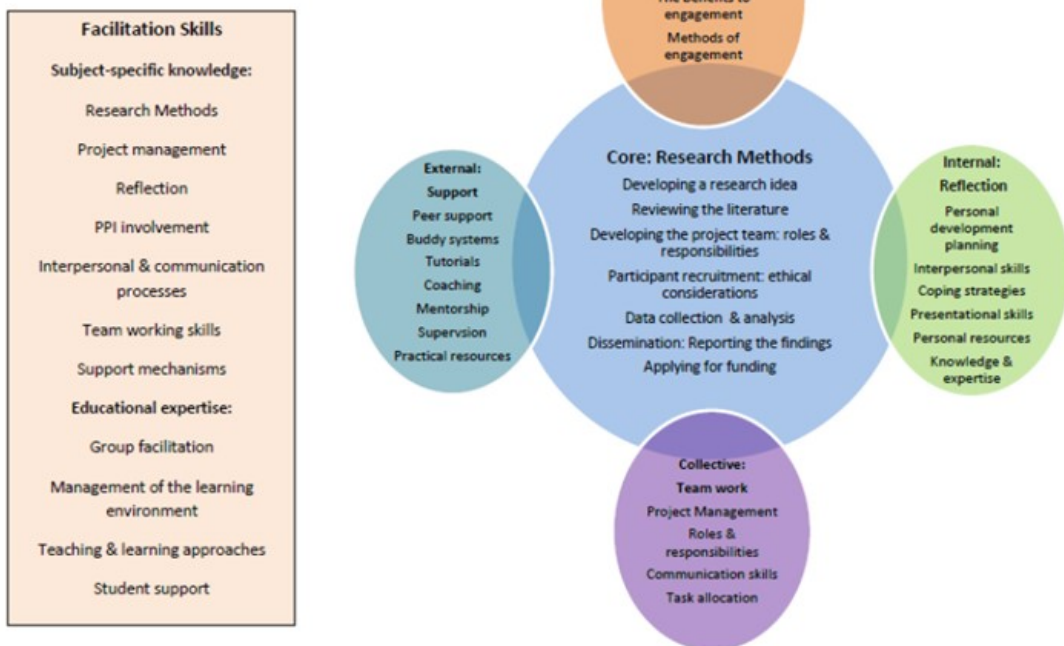 Facilitation Skills
Subject-specific knowledge:
Research Methods
Project management
Reflection
PPI involvement
Interpersonal & communication
processes
Team working skills
Support mechanisms
Educational expertise:
Group facilitation
Management of the learning
environment
Teaching & learning approaches
Student support
The benefits to
engagement
Methods of
engagement
External:
Support
Peer support
Buddy systems
Tutorials
Coaching
Mentorship
Supervsion
Practical resources
Core: Research Methods
Developing a research idea
Reviewing the literature
Developing the project team: roles &
responsibilities
Participant recruitment: ethical
considerations
Data collection & analysis
Dissemination: Reporting the findings
Applying for funding
Internal:
Reflection
Personal
development
planning
Interpersonal skills
Coping strategies
Presentational skills
Personal resources
Knowledge &
expertise
Collective:
Team work
Project Management
Roles &
responsibilities
Communication skills
Task allocation